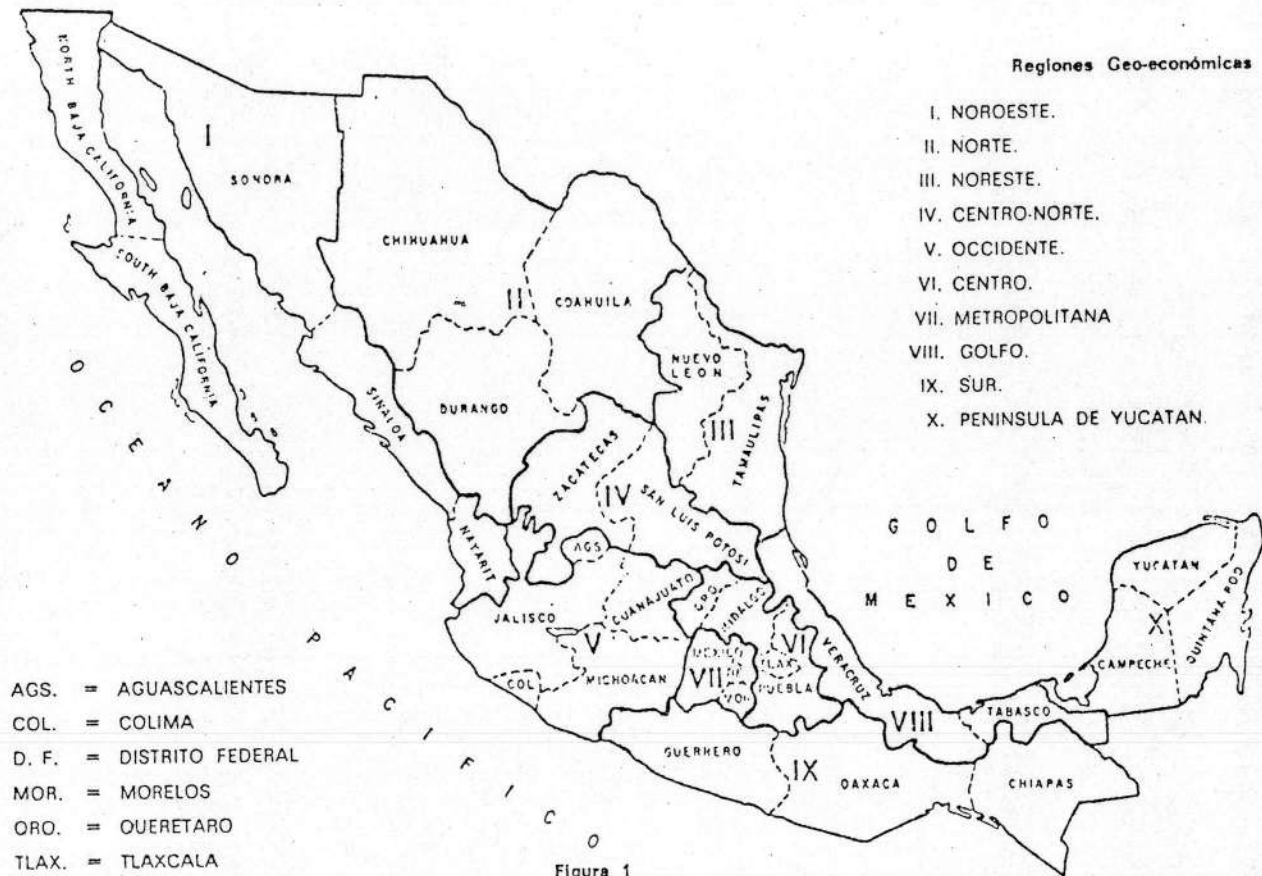 Regiones Geo-económicas
I. NOROESTE.
II. NORTE.
III. NORESTE.
IV. CENTRO-NORTE.
V. OCCIDENTE.
VI. CENTRO.
VII. METROPOLITANA
VIII. GOLFO.
IX. SUR.
X. PENINSULA DE YUCATAN.
NORTH BAJA CALIFORNIA
SOUTH BAJA CALIFORNIA
I
SONORA
CHIHUAHUA
II
COAHUILA
NUEVO
LEON
III
TAMAULIPAS
DURANGO
SINALOA
ZACATECAS
IV
SAN LUIS POTOSI
NAYARIT
AGS.
JALISCO
GUANAJUATO
QRO.
HIDALGO
V
COL
MICHOACAN
MEXICO
VII
VI
TLAX.
PUEBLA
VERACRUZ
VIII
TABASCO
GUERRERO
IX
OAXACA
CHIAPAS
YUCATAN
X
CAMPECHE
QUINTANA ROO
GOLFO
DE
MEXICO
OCEANO PACIFICO
AGS. = AGUASCALIENTES
COL. = COLIMA
D. F. = DISTRITO FEDERAL
MOR. = MORELOS
QRO. = QUERETARO
TLAX. = TLAXCALA
Figura 1